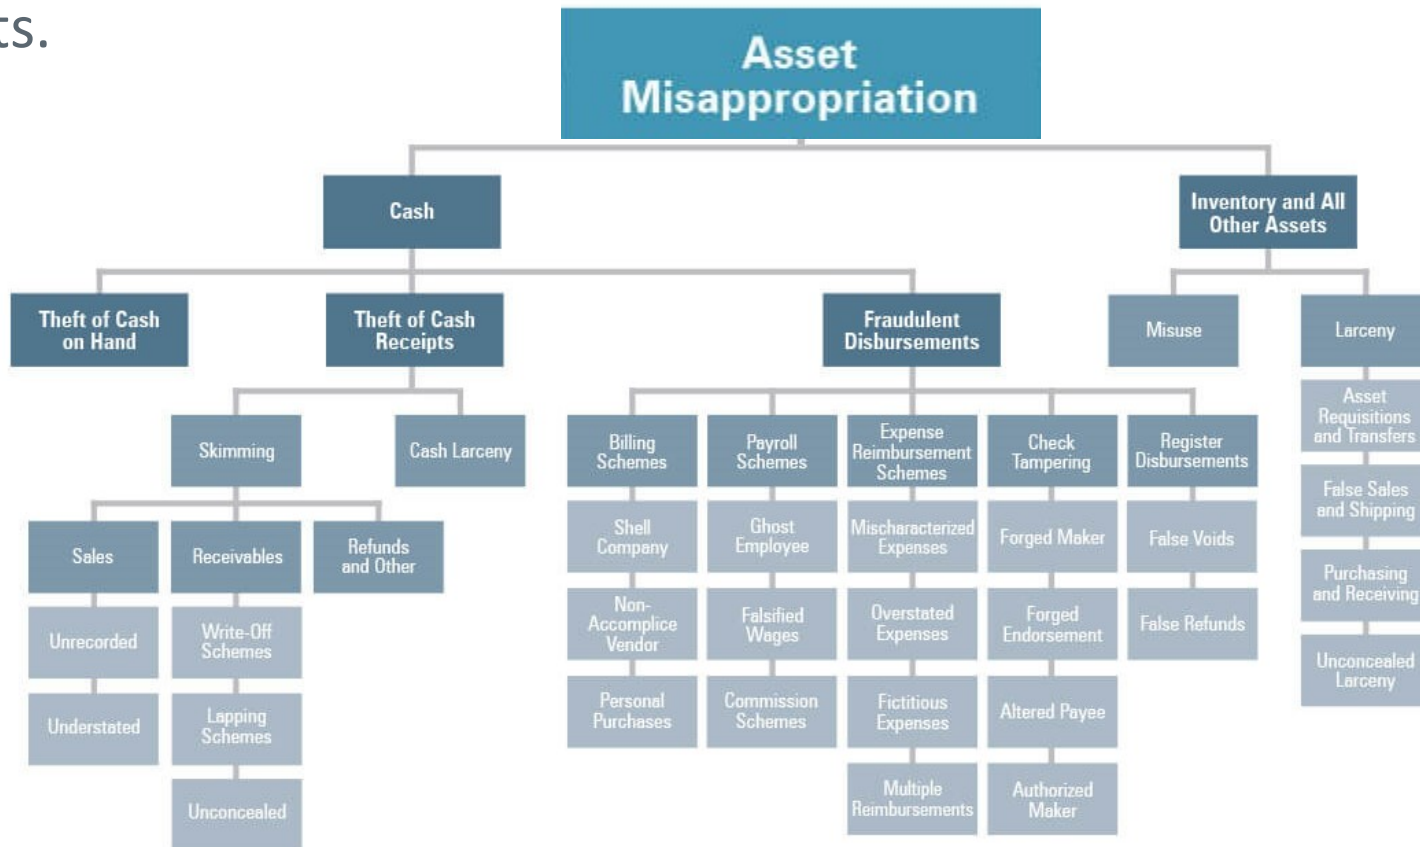 ts.
Asset
Misappropriation
Cash
Inventory and All
Other Assets
Theft of Cash
on Hand
Theft of Cash
Receipts
Fraudulent
Disbursements
Misuse
Larceny
Skimming
Cash Larceny
Billing
Schemes
Payroll
Schemes
Expense
Reimbursement
Schemes
Check
Tampering
Register
Disbursements
Asset
Requisitions
and Transfers
False Sales
and Shipping
Purchasing
and Receiving
Unconcealed
Larceny
Sales
Receivables
Refunds
and Other
Unrecorded
Understated
Write-Off
Schemes
Lapping
Schemes
Unconcealed
Shell
Company
Non-
Accomplice
Vendor
Personal
Purchases
Ghost
Employee
Falsified
Wages
Commission
Schemes
Mischaracterized
Expenses
Overstated
Expenses
Fictitious
Expenses
Multiple
Reimbursements
Forged Maker
Forged
Endorsement
Altered Payee
Authorized
Maker
False Voids
False Refunds